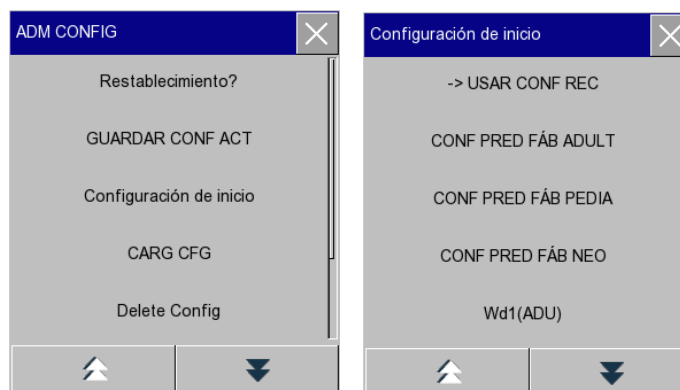 ADM CONFIG
Restablecimiento?
GUARDAR CONF ACT
Configuración de inicio
CARG CFG
Delete Config
Configuración de inicio
-> USAR CONF REC
CONF PRED FÁB ADULT
CONF PRED FÁB PEDIA
CONF PRED FÁB NEO
Wd1(ADU)